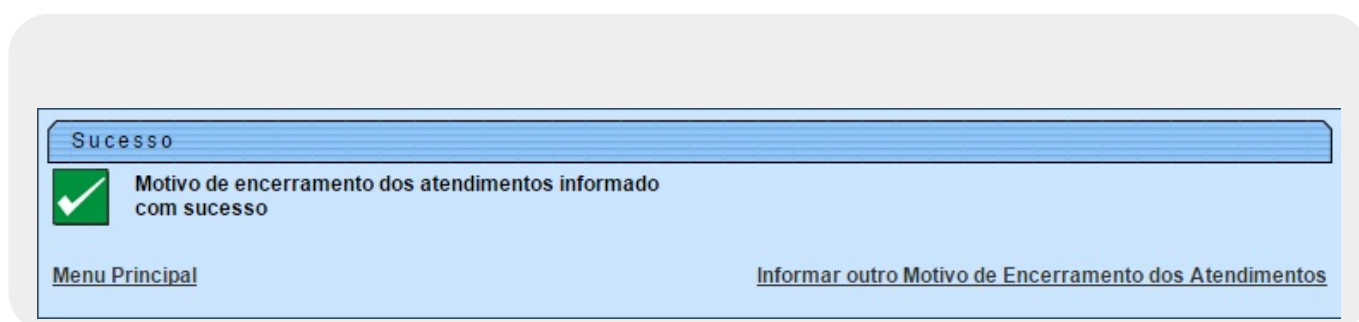 Sucesso
Motivo de encerramento dos atendimentos informado
com sucesso
Menu Principal
Informar outro Motivo de Encerramento dos Atendimentos